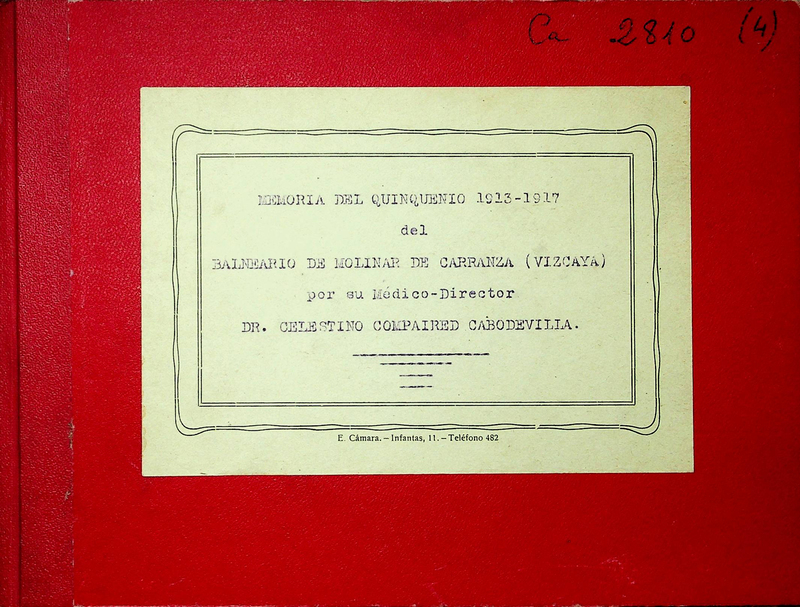 Ca 2810 (4)
MEMORIA DEL QUINQUENIO 1913-1917
del
BALNEARIO DE MOLINAR DE CARRANZA (VIZCAYA)
por su Médico-Director
DR. CELESTINO COMPAIRED CABODEVILLA.
E. Cámara. – Infantas, 11. – Teléfono 482